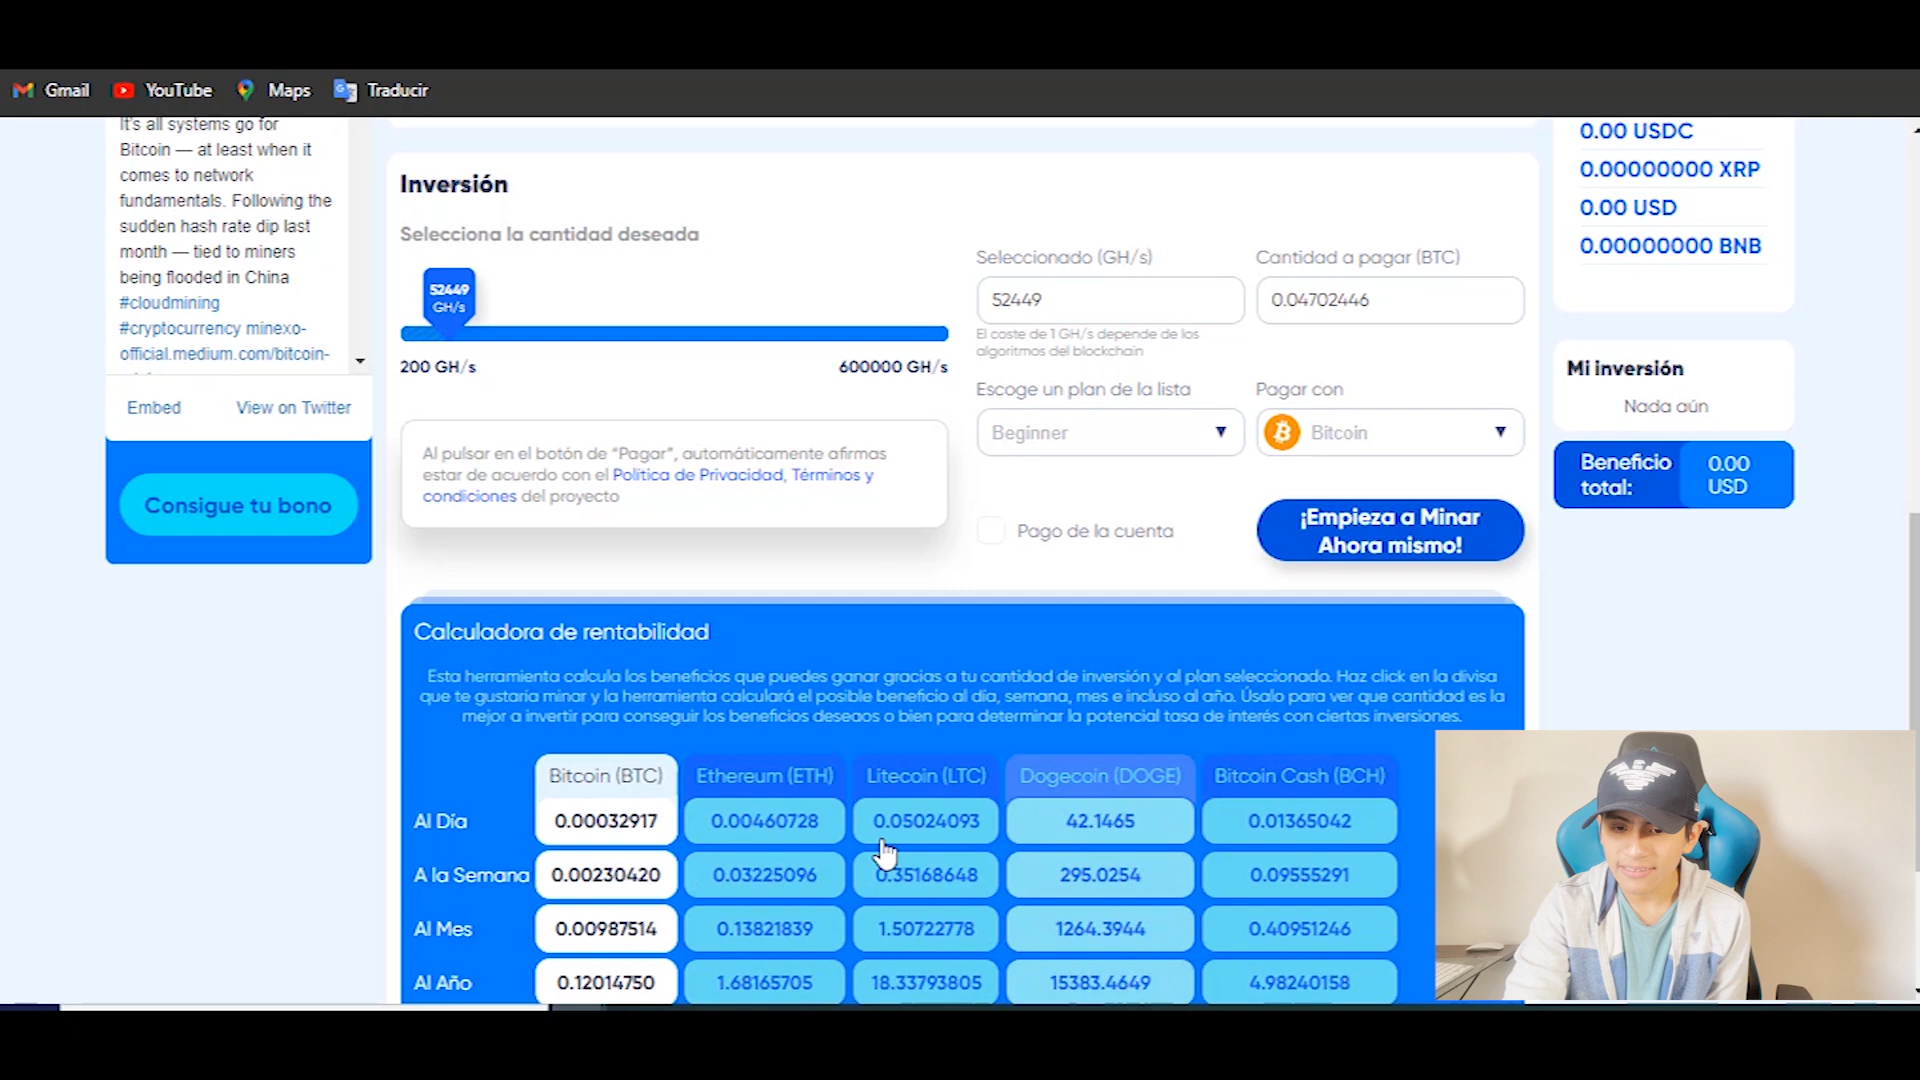 Gmail YouTube Maps Traducir
It's all systems go for
Bitcoin — at least when it
comes to network
fundamentals. Following the
sudden hash rate dip last
month — tied to miners
being flooded in China
#cloudmining
#cryptocurrency minexo-
official.medium.com/bitcoin-
Embed View on Twitter
Consigue tu bono
Inversión
Selecciona la cantidad deseada
52449
GH/s
200 GH/s 600000 GH/s
Al pulsar en el botón de “Pagar”, automáticamente afirmas
estar de acuerdo con el Política de Privacidad, Términos y
condiciones del proyecto
Seleccionado (GH/s) Cantidad a pagar (BTC)
52449 0.04702446
El coste de 1 GH/s depende de los
algoritmos del blockchain
Escoge un plan de la lista Pagar con
Beginner Bitcoin
Pago de la cuenta
¡Empieza a Minar
Ahora mismo!
0.00 USDC
0.00000000 XRP
0.00 USD
0.00000000 BNB
Mi inversión
Nada aún
Beneficio
total:
0.00
USD
Calculadora de rentabilidad
Esta herramienta calcula los beneficios que puedes ganar gracias a tu cantidad de inversión y al plan seleccionado. Haz click en la divisa
que te gustaría minar y la herramienta calculará el posible beneficio al día, semana, mes e incluso al año. Úsalo para ver que cantidad es la
mejor a invertir para conseguir los beneficios deseaos o bien para determinar la potencial tasa de interés con ciertas inversiones.
Bitcoin (BTC) Ethereum (ETH) Litecoin (LTC) Dogecoin (DOGE) Bitcoin Cash (BCH)
Al Día 0.00032917 0.00460728 0.05024093 42.1465 0.01365042
A la Semana 0.00230420 0.03225096 0.35168648 295.0254 0.09555291
Al Mes 0.00987514 0.13821839 1.50722778 1264.3944 0.40951246
Al Año 0.12014750 1.68165705 18.33793805 15383.4649 4.98240158